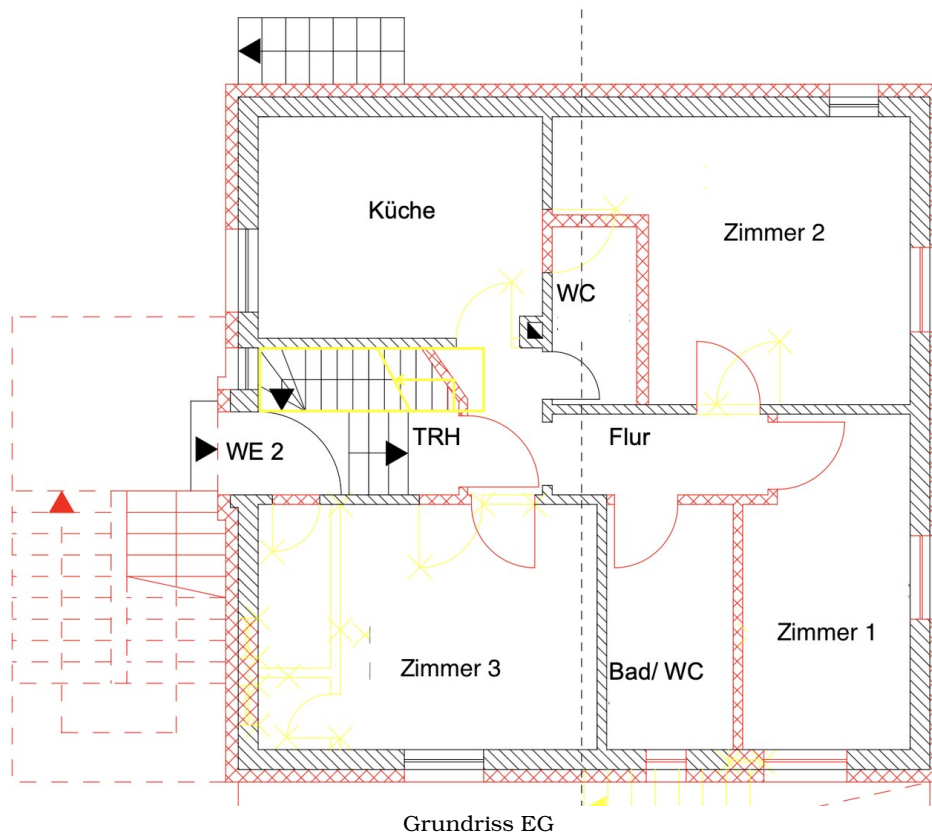 Küche
Zimmer 2
WC
WE 2
TRH
Flur
Zimmer 3
Bad/ WC
Zimmer 1
Grundriss EG